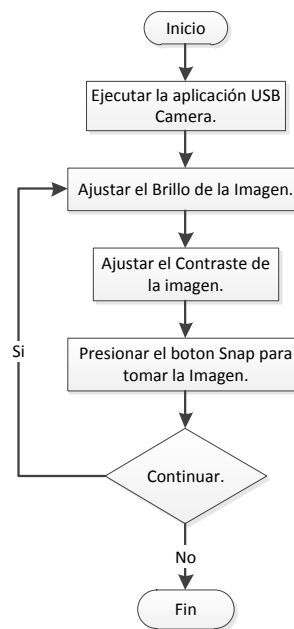 Inicio
Ejecutar la aplicación USB
Camera.
Ajustar el Brillo de la Imagen.
Ajustar el Contraste de
la imagen.
Si
Presionar el boton Snap para
tomar la Imagen.
Continuar.
No
Fin